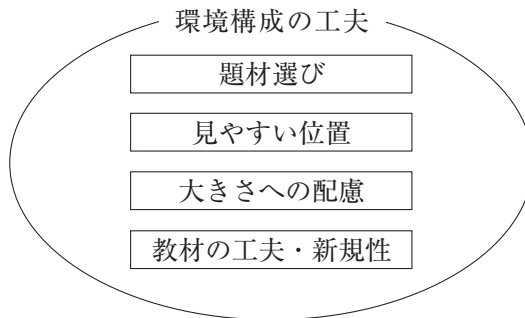 環境構成の工夫
題材選び
見やすい位置
大きさへの配慮
教材の工夫・新規性